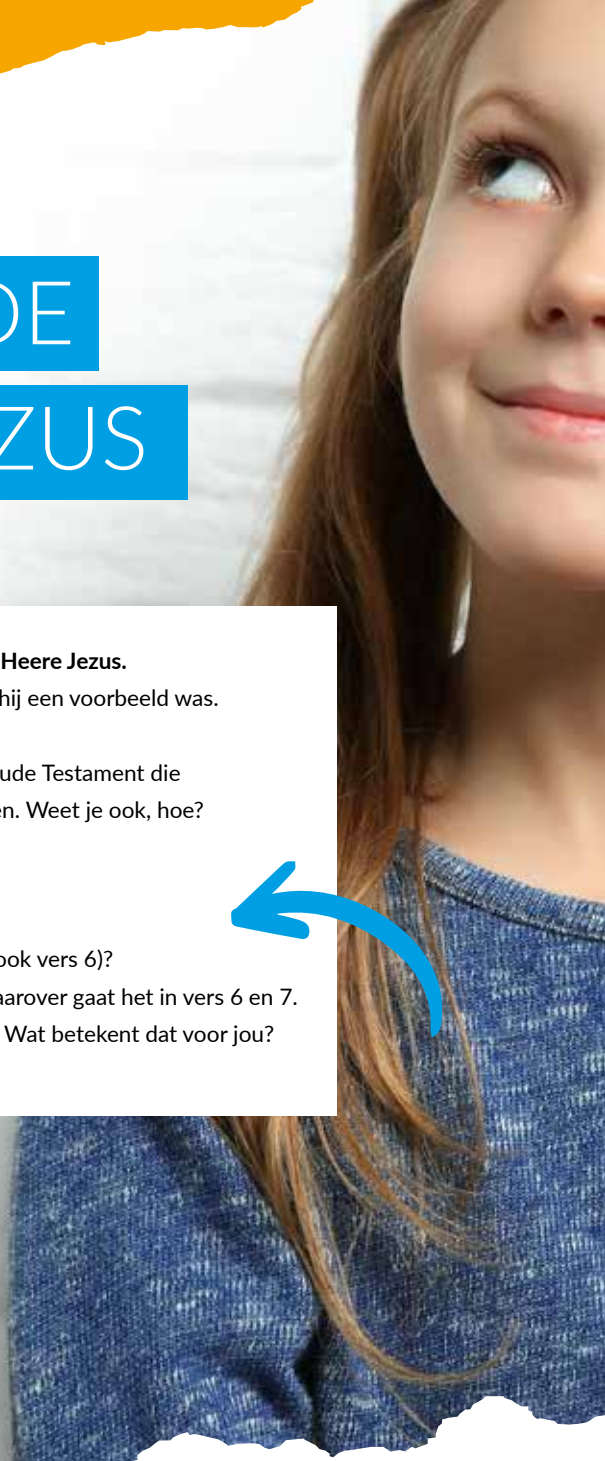 DE
ZUS
Heere Jezus.
hij een voorbeeld was.
ude Testament die
en. Weet je ook, hoe?
ook vers 6)?
aarover gaat het in vers 6 en 7.
Wat betekent dat voor jou?